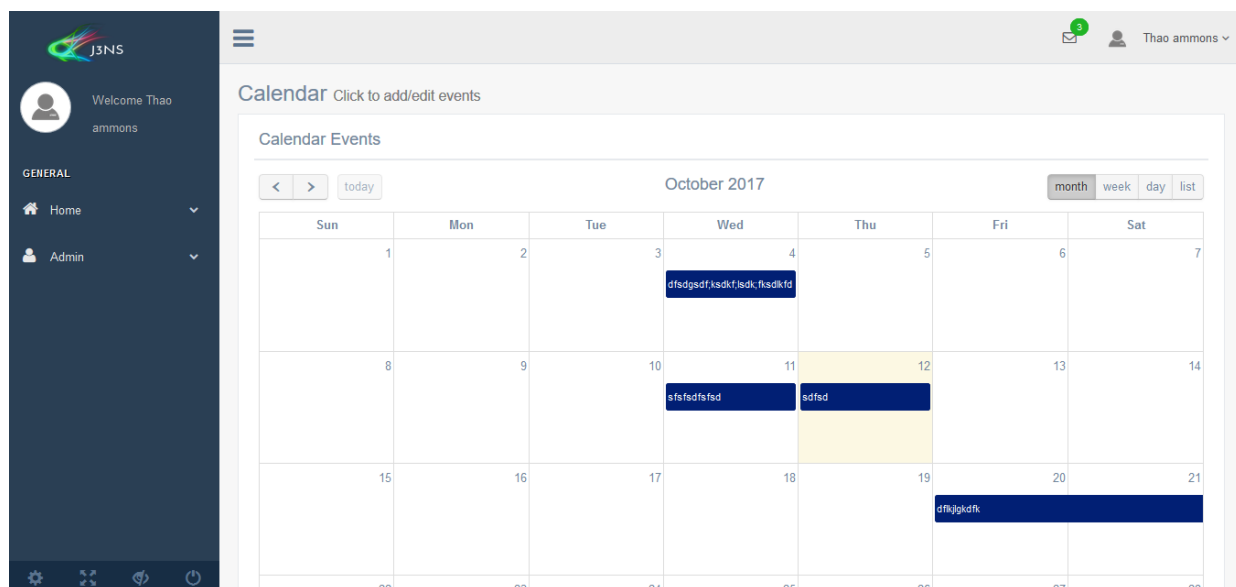 J3NS
3
Thao ammons
Welcome Thao
ammons
Calendar Click to add/edit events
GENERAL
Home
Admin
Calendar Events
today
October 2017
month week day list
Sun Mon Tue Wed Thu Fri Sat
1 2 3 4 5 6 7
dfsdgsdf;ksdkf;lsdk;fksdlkfd
8 9 10 11 12 13 14
sfsfsdfsfsd sdfsd
15 16 17 18 19 20 21
dflkjlgkdfk